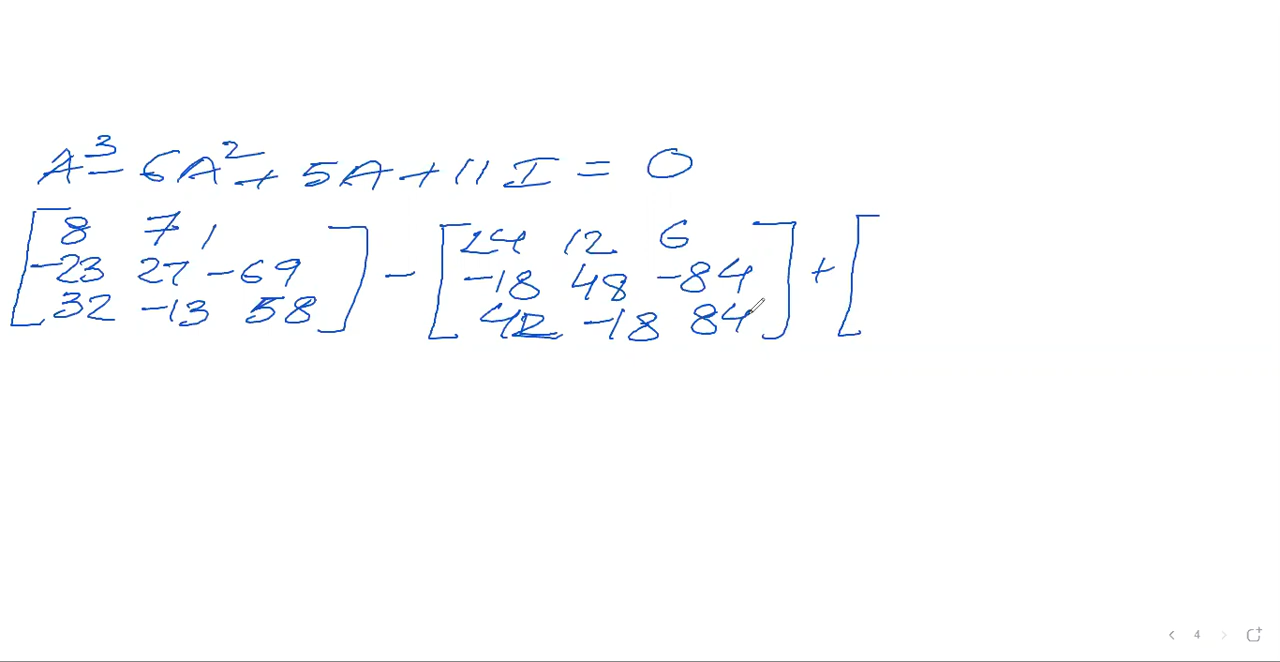 A³ - 6A² + 5A + 11 I = 0
[ 8 7 1 ] - [ 24 12 6 ] + [
-23 27 -69 -18 48 -84
32 -13 58 42 -18 84
4